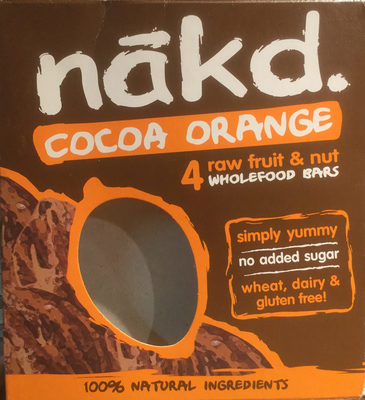 nākd.
COCOA ORANGE
4 raw fruit & nut
WHOLEFOOD BARS
simply yummy
no added sugar
wheat, dairy &
gluten free!
100% NATURAL INGREDIENTS